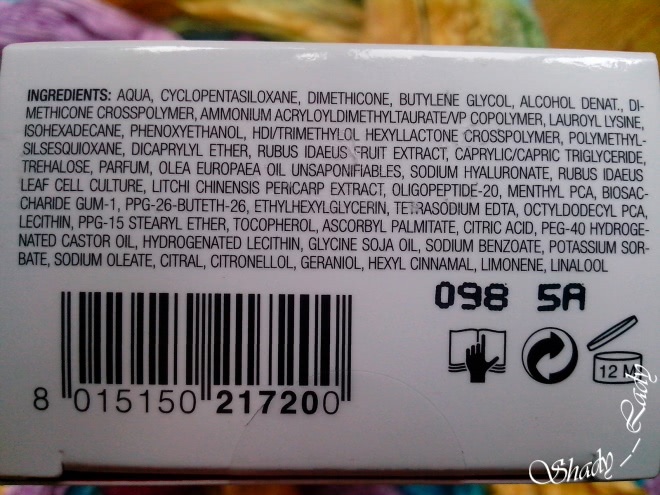 INGREDIENTS: AQUA, CYCLOPENTASILOXANE, DIMETHICONE, BUTYLENE GLYCOL, ALCOHOL DENAT., DI-
METHICONE CROSSPOLYMER, AMMONIUM ACRYLOYLDIMETHYLTAURATE/VP COPOLYMER, LAUROYL LYSINE,
ISOHEXADECANE, PHENOXYETHANOL, HDI/TRIMETHYLOL HEXYLLACTONE CROSSPOLYMER, POLYMETHYL-
SILSESQUIOXANE, DICAPRYLYL ETHER, RUBUS IDAEUS FRUIT EXTRACT, CAPRYLIC/CAPRIC TRIGLYCERIDE,
TREHALOSE, PARFUM, OLEA EUROPAEA OIL UNSAPONIFIABLES, SODIUM HYALURONATE, RUBUS IDAEUS
LEAF CELL CULTURE, LITCHI CHINENSIS PERICARP EXTRACT, OLIGOPEPTIDE-20, MENTHYL PCA, BIOSAC-
CHARIDE GUM-1, PPG-26-BUTETH-26, ETHYLHEXYLGLYCERIN, TETRASODIUM EDTA, OCTYLDODECYL PCA,
LECITHIN, PPG-15 STEARYL ETHER, TOCOPHEROL, ASCORBYL PALMITATE, CITRIC ACID, PEG-40 HYDROGE-
NATED CASTOR OIL, HYDROGENATED LECITHIN, GLYCINE SOJA OIL, SODIUM BENZOATE, POTASSIUM SOR-
BATE, SODIUM OLEATE, CITRAL, CITRONELLOL, GERANIOL, HEXYL CINNAMAL, LIMONENE, LINALOOL
098 5A
12 M
8 015150 217200
Shady_Lady